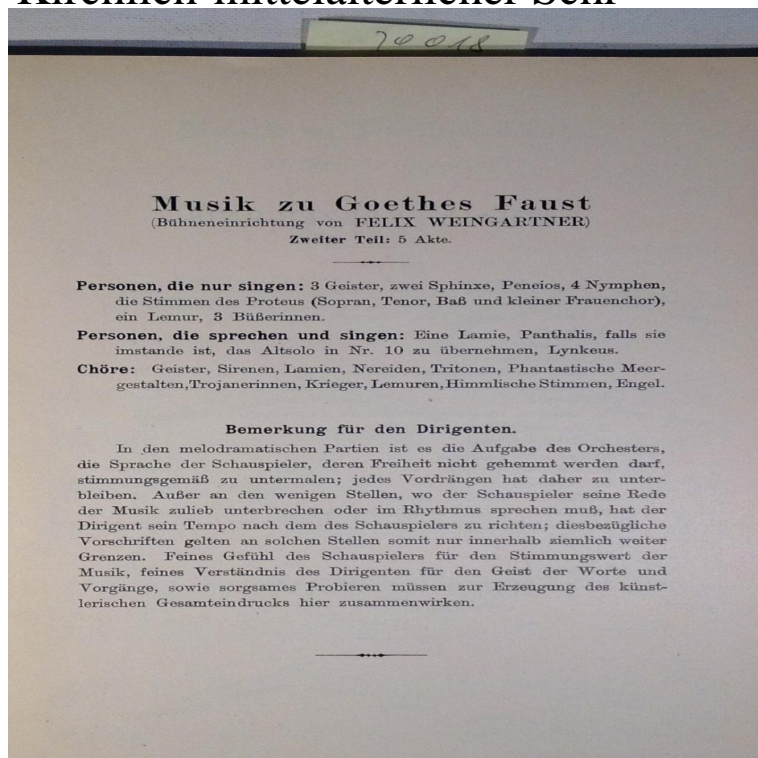 70018
Musik zu Goethes Faust
(Bühneneinrichtung von FELIX WEINGARTNER)
Zweiter Teil: 5 Akte.
Personen, die nur singen: 3 Geister, zwei Sphinxe, Peneios, 4 Nymphen,
die Stimmen des Proteus (Sopran, Tenor, Baß und kleiner Frauenchor),
ein Lemur, 3 Büßerinnen.
Personen, die sprechen und singen: Eine Lamie, Panthalis, falls sie
imstande ist, das Altsolo in Nr. 10 zu übernehmen, Lynkeus.
Chöre: Geister, Sirenen, Lamien, Nereiden, Tritonen, Phantastische Meer-
gestalten, Trojanerinnen, Krieger, Lemuren, Himmlische Stimmen, Engel.
Bemerkung für den Dirigenten.
In den melodramatischen Partien ist es die Aufgabe des Orchesters,
die Sprache der Schauspieler, deren Freiheit nicht gehemmt werden darf,
stimmungsgemäß zu untermalen; jedes Vordrängen hat daher zu unter-
bleiben. Außer an den wenigen Stellen, wo der Schauspieler seine Rede
der Musik zulieb unterbrechen oder im Rhythmus sprechen muß, hat der
Dirigent sein Tempo nach dem des Schauspielers zu richten; diesbezügliche
Vorschriften gelten an solchen Stellen somit nur innerhalb ziemlich weiter
Grenzen. Feines Gefühl des Schauspielers für den Stimmungswert der
Musik, feines Verständnis des Dirigenten für den Geist der Worte und
Vorgänge, sowie sorgsames Probieren müssen zur Erzeugung des künst-
lerischen Gesamteindrucks hier zusammenwirken.